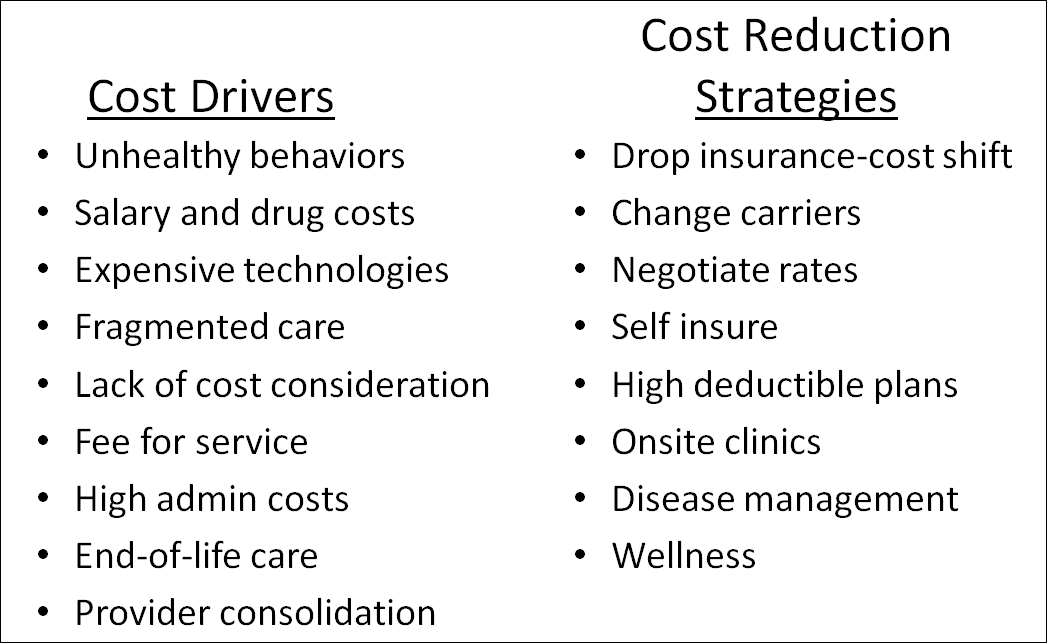 Cost Drivers
• Unhealthy behaviors
• Salary and drug costs
• Expensive technologies
• Fragmented care
• Lack of cost consideration
• Fee for service
• High admin costs
• End-of-life care
• Provider consolidation
Cost Reduction
Strategies
• Drop insurance-cost shift
• Change carriers
• Negotiate rates
• Self insure
• High deductible plans
• Onsite clinics
• Disease management
• Wellness